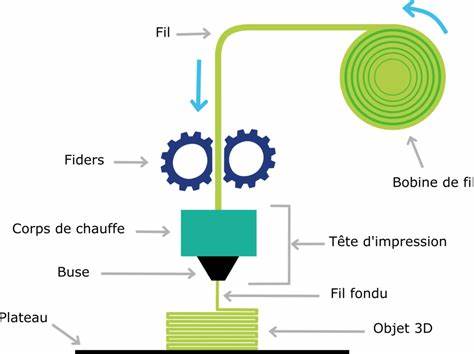 Fil
Fiders
Bobine de fil
Corps de chauffe
Tête d'impression
Buse
Fil fondu
Plateau
Objet 3D